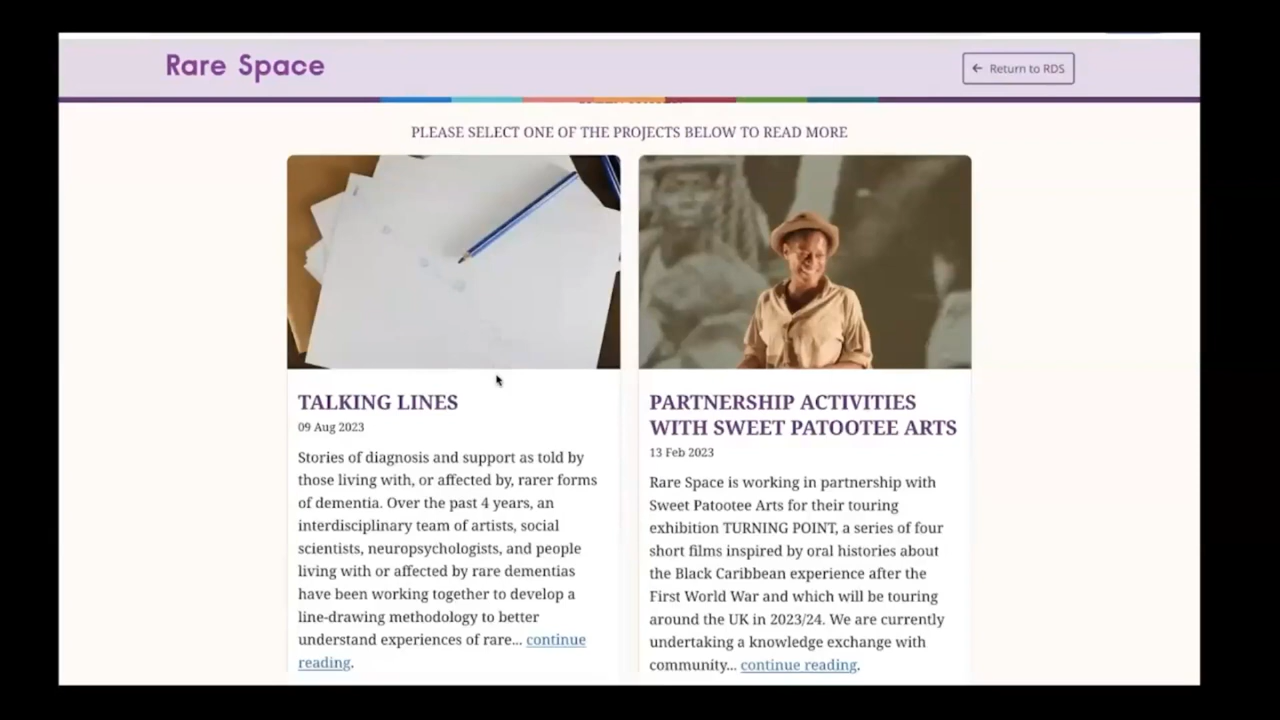 Rare Space
← Return to RDS
PLEASE SELECT ONE OF THE PROJECTS BELOW TO READ MORE
TALKING LINES
09 Aug 2023
Stories of diagnosis and support as told by
those living with, or affected by, rarer forms
of dementia. Over the past 4 years, an
interdisciplinary team of artists, social
scientists, neuropsychologists, and people
living with or affected by rare dementias
have been working together to develop a
line-drawing methodology to better
understand experiences of rare... continue
reading.
PARTNERSHIP ACTIVITIES
WITH SWEET PATOOTEE ARTS
13 Feb 2023
Rare Space is working in partnership with
Sweet Patootee Arts for their touring
exhibition TURNING POINT, a series of four
short films inspired by oral histories about
the Black Caribbean experience after the
First World War and which will be touring
around the UK in 2023/24. We are currently
undertaking a knowledge exchange with
community... continue reading.